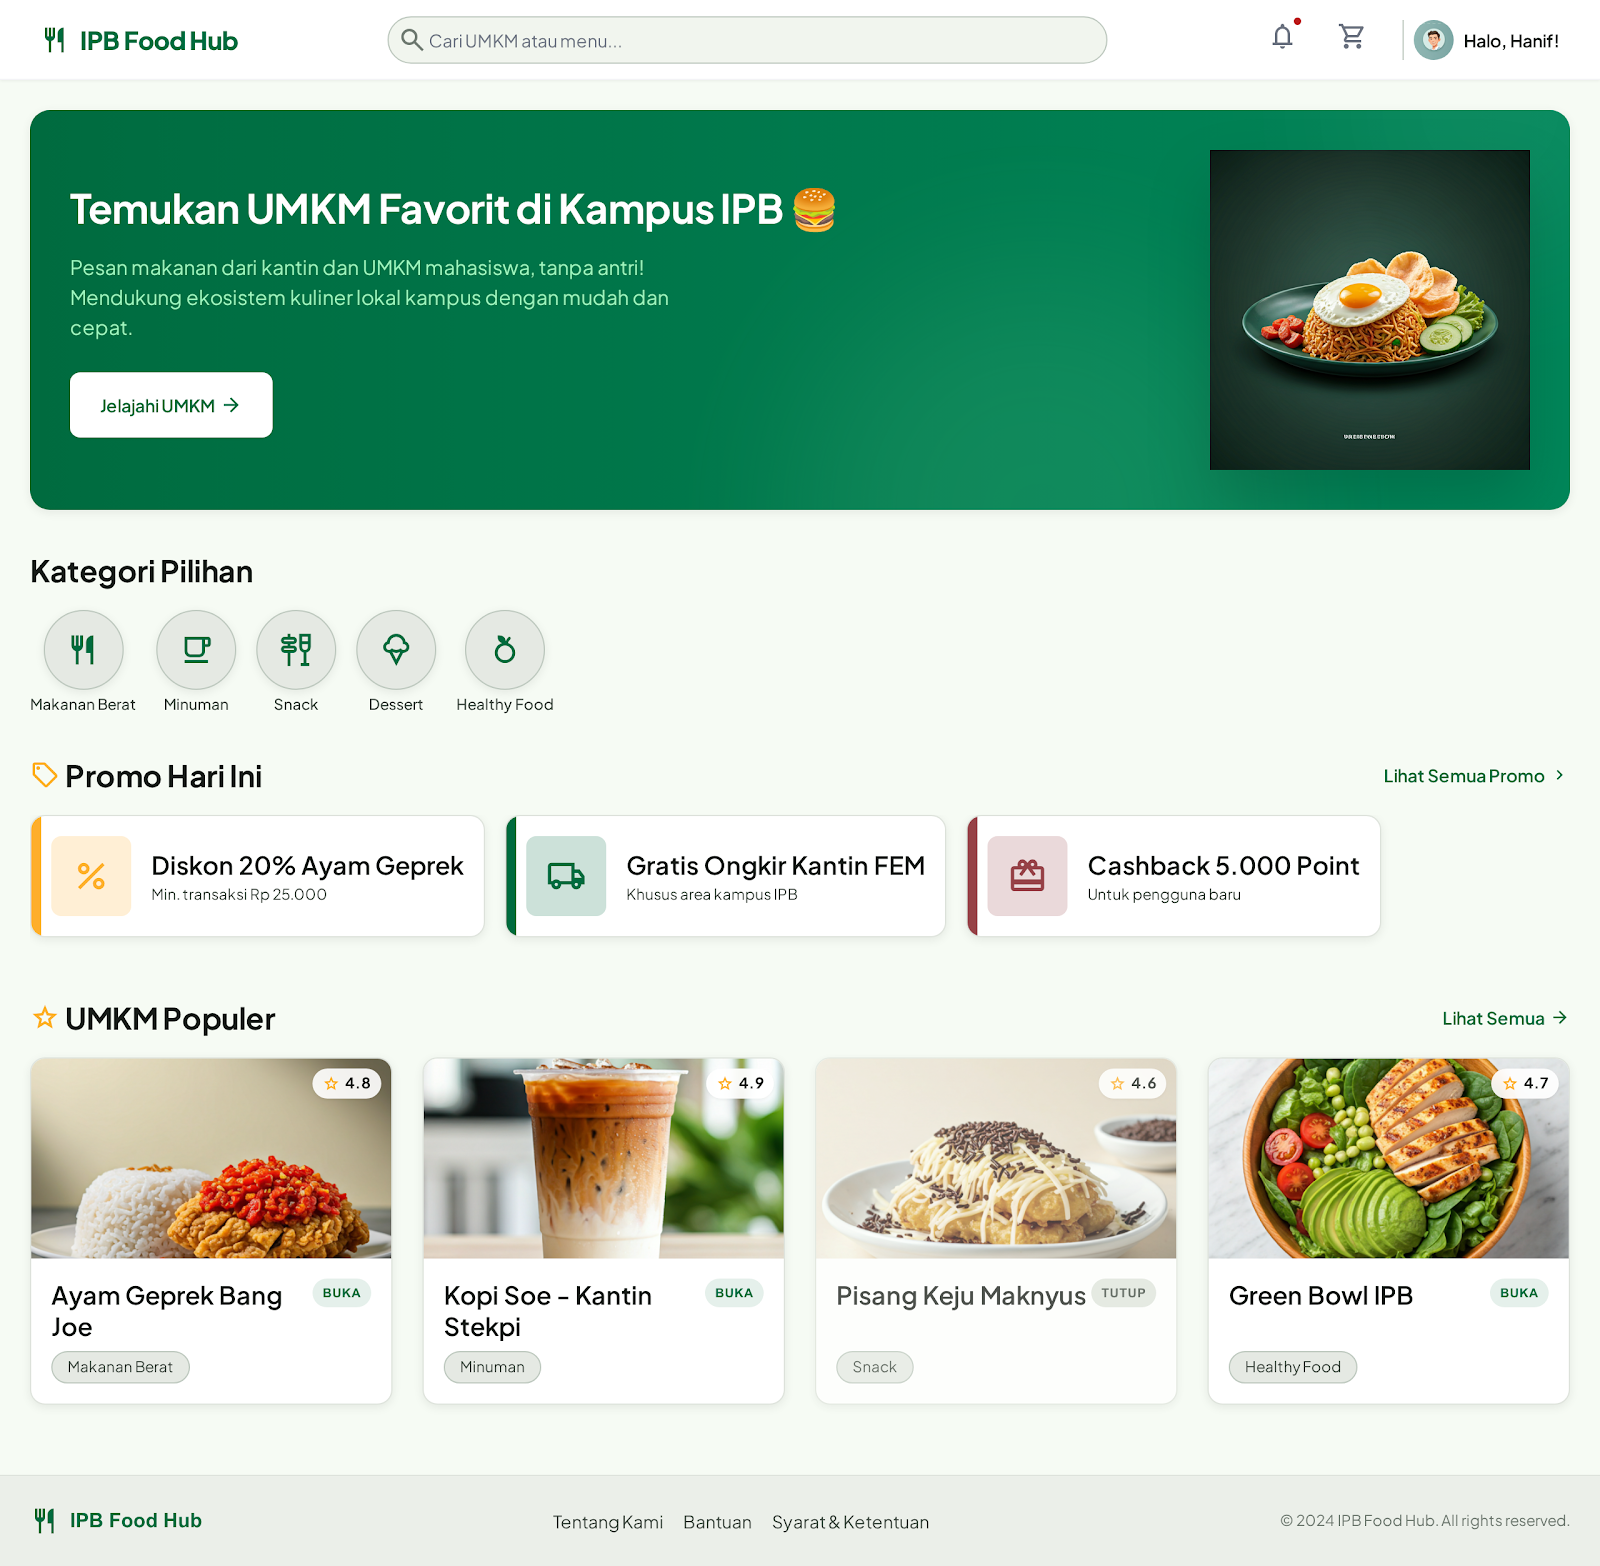 IPB Food Hub
Cari UMKM atau menu...
Halo, Hanif!
Temukan UMKM Favorit di Kampus IPB 🍔
Pesan makanan dari kantin dan UMKM mahasiswa, tanpa antri!
Mendukung ekosistem kuliner lokal kampus dengan mudah dan
cepat.
Jelajahi UMKM →
Kategori Pilihan
Makanan Berat
Minuman
Snack
Dessert
Healthy Food
Promo Hari Ini
Lihat Semua Promo >
Diskon 20% Ayam Geprek
Min. transaksi Rp 25.000
Gratis Ongkir Kantin FEM
Khusus area kampus IPB
Cashback 5.000 Point
Untuk pengguna baru
UMKM Populer
Lihat Semua →
4.8
Ayam Geprek Bang
Joe
BUKA
Makanan Berat
4.9
Kopi Soe - Kantin
Stekpi
BUKA
Minuman
4.6
Pisang Keju Maknyus
TUTUP
Snack
4.7
Green Bowl IPB
BUKA
Healthy Food
IPB Food Hub
Tentang Kami
Bantuan
Syarat & Ketentuan
© 2024 IPB Food Hub. All rights reserved.